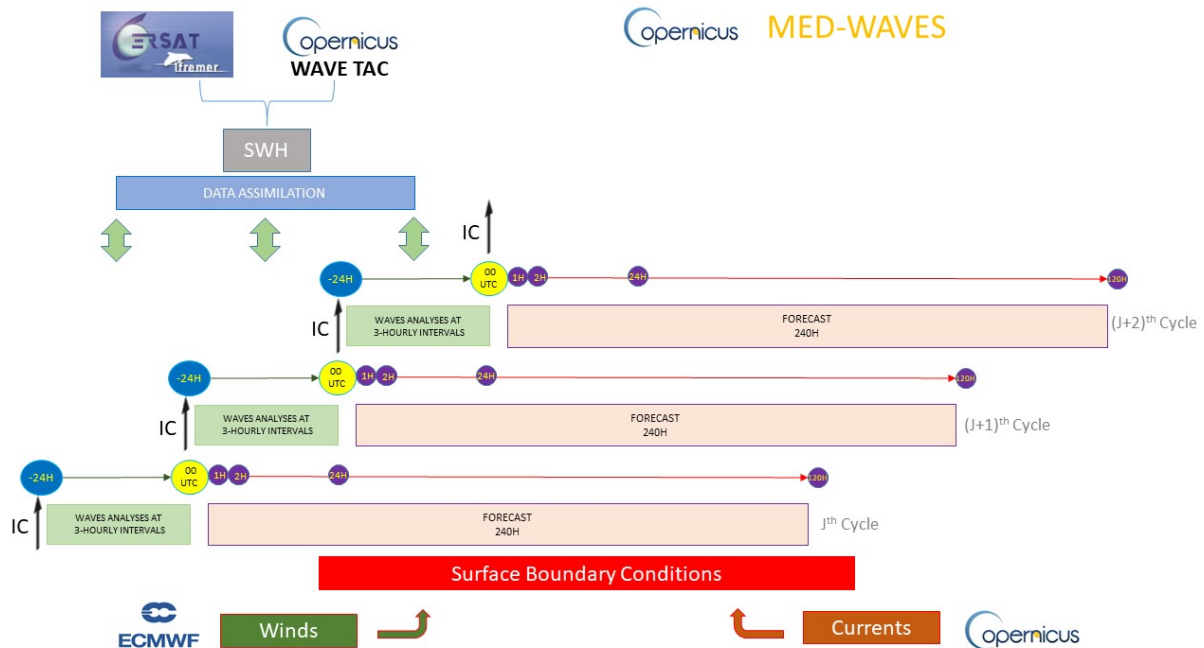 CERSAT
ifremer
Copernicus
WAVE TAC
Copernicus
MED-WAVES
SWH
DATA ASSIMILATION
IC
-24H
00
UTC
1H
2H
24H
120H
IC
WAVES ANALYSES AT
3-HOURLY INTERVALS
FORECAST
240H
(J+2)th Cycle
-24H
00
UTC
1H
2H
24H
120H
IC
WAVES ANALYSES AT
3-HOURLY INTERVALS
FORECAST
240H
(J+1)th Cycle
-24H
00
UTC
1H
2H
24H
120H
IC
WAVES ANALYSES AT
3-HOURLY INTERVALS
FORECAST
240H
Jth Cycle
Surface Boundary Conditions
ECMWF
Winds
Currents
Copernicus